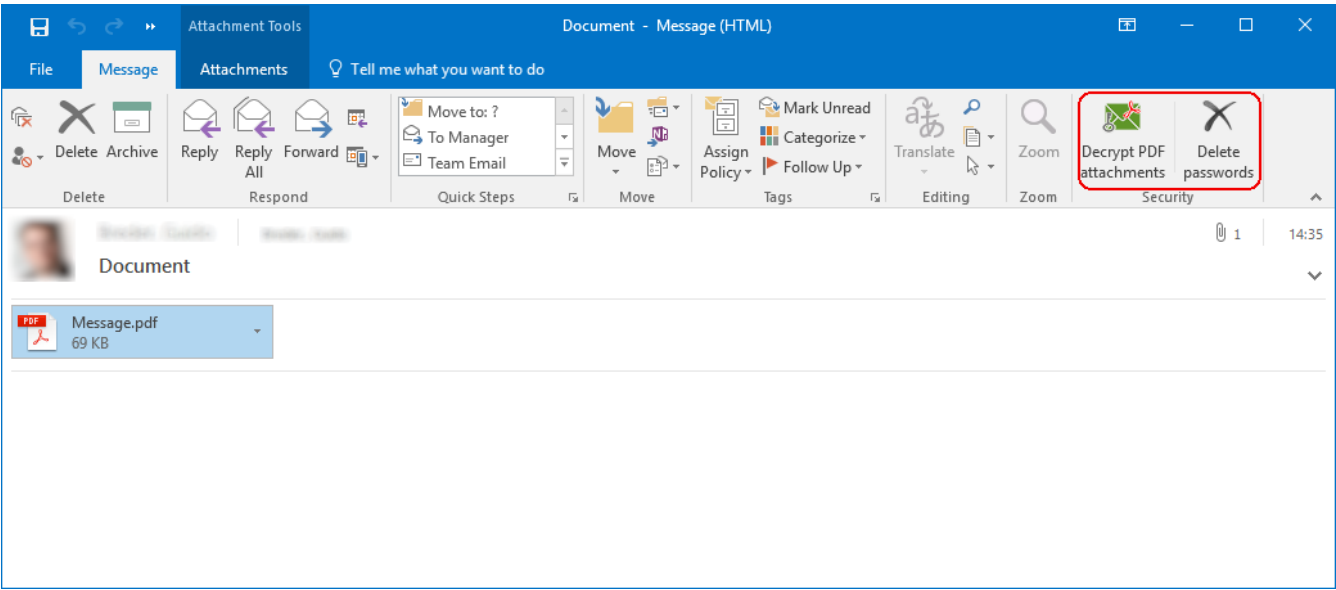 Attachment Tools
Document - Message (HTML)
File Message Attachments Tell me what you want to do
Delete Archive
Delete
Reply Reply All Forward
Respond
Move to: ?
To Manager
Team Email
Quick Steps
Move
Move
Assign Policy
Mark Unread
Categorize
Follow Up
Tags
Translate
Editing
Zoom
Zoom
Decrypt PDF attachments
Delete passwords
Security
1 14:35
Document
PDF
Message.pdf
69 KB